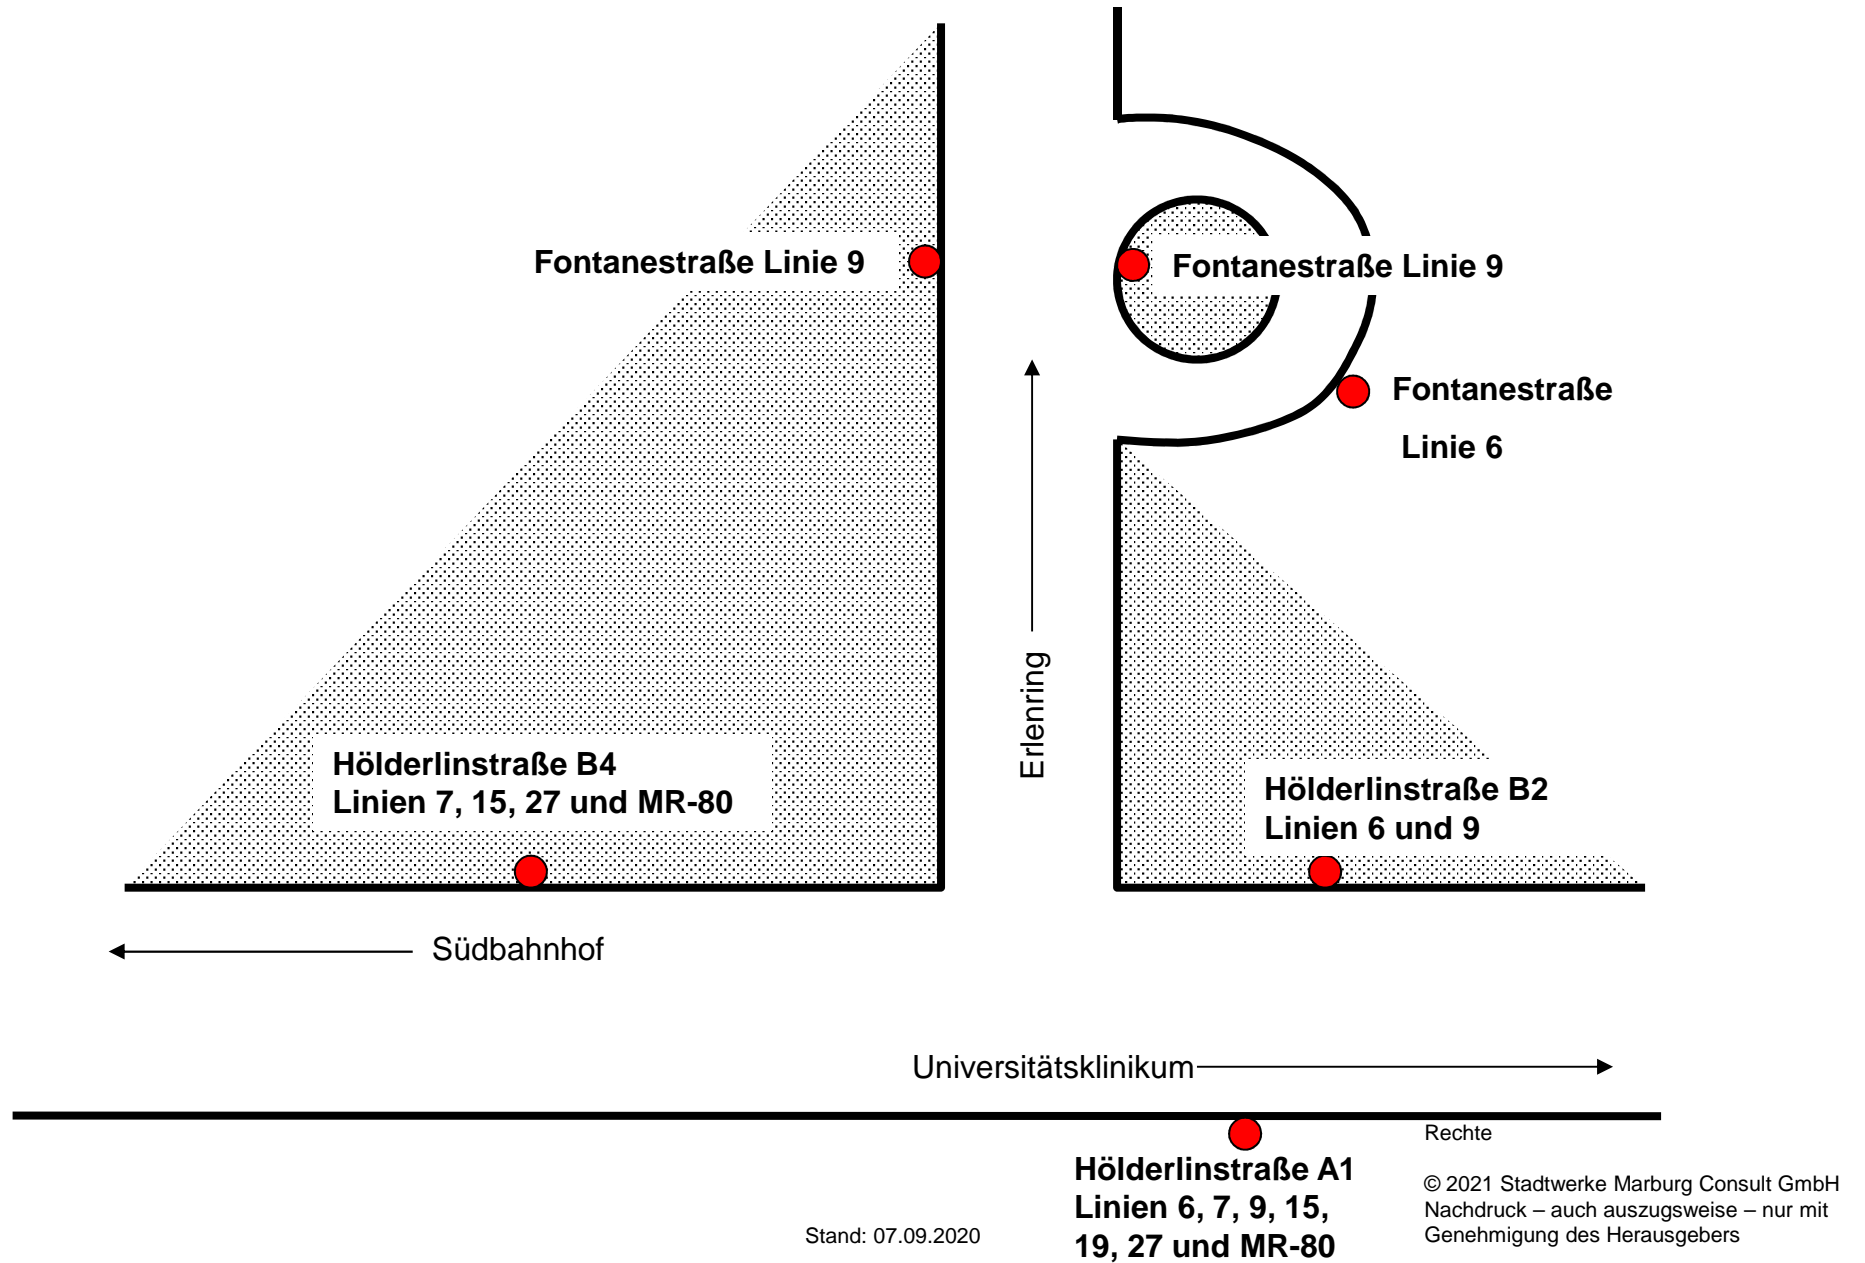 Fontanestraße Linie 9
Fontanestraße Linie 9
Fontanestraße
Linie 6
Erlenring
Hölderlinstraße B4
Linien 7, 15, 27 und MR-80
Hölderlinstraße B2
Linien 6 und 9
Südbahnhof
Universitätsklinikum
Hölderlinstraße A1
Linien 6, 7, 9, 15,
19, 27 und MR-80
Stand: 07.09.2020
Rechte
© 2021 Stadtwerke Marburg Consult GmbH
Nachdruck – auch auszugsweise – nur mit
Genehmigung des Herausgebers